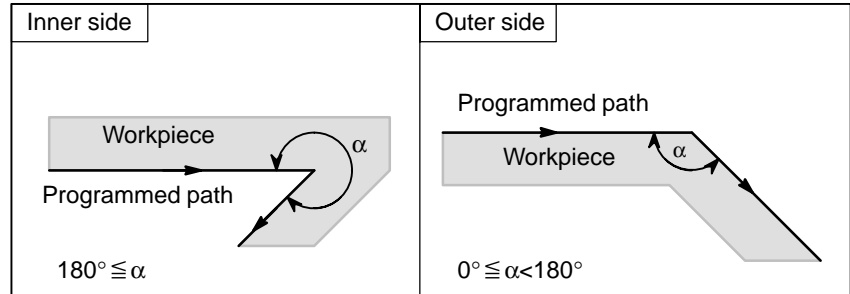 Inner side
Workpiece
α
Programmed path
180° ≦ α
Outer side
Programmed path
Workpiece
α
0° ≦ α<180°